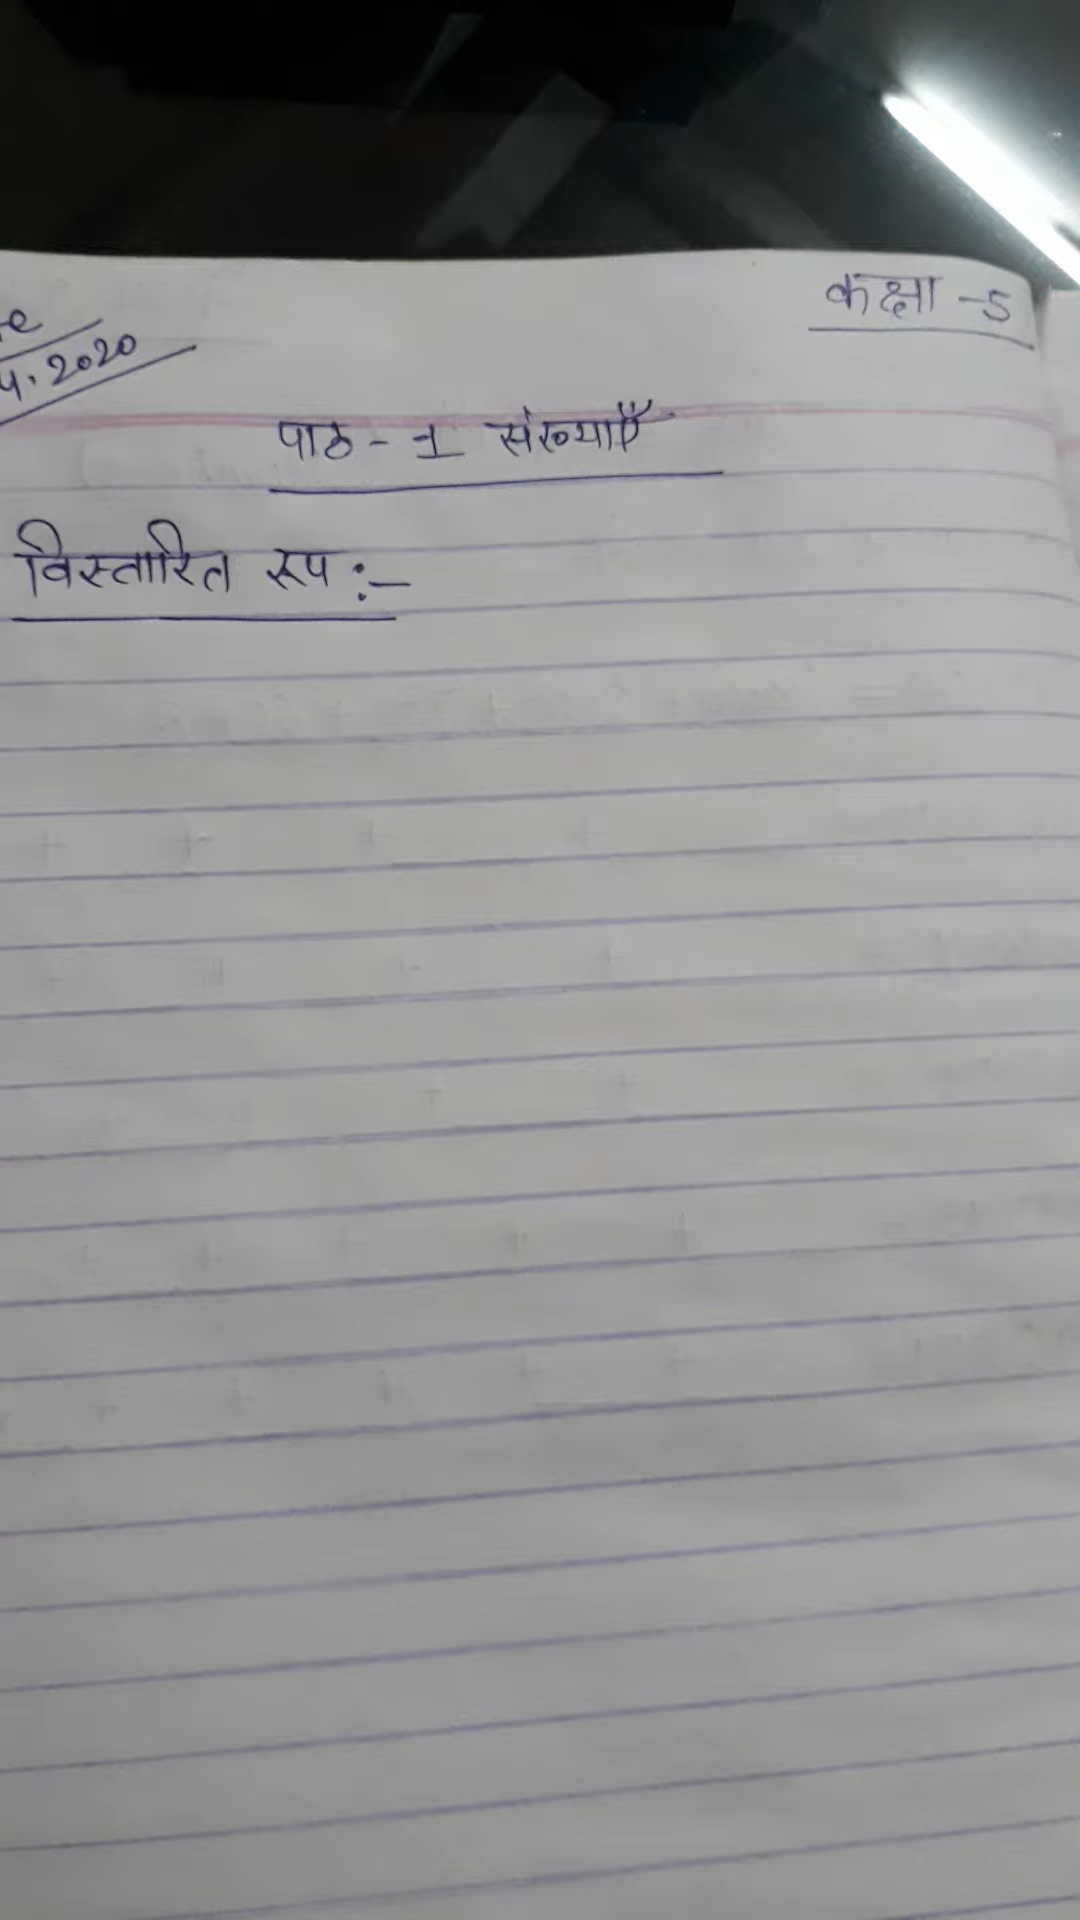 कक्षा -5
4.2020
पाठ - 1 संख्याएँ
विस्तारित रूप :-